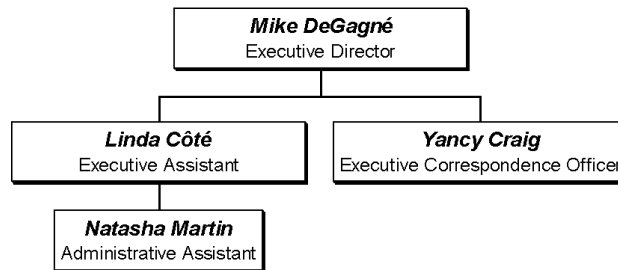 Mike DeGagné
Executive Director
Linda Côté
Executive Assistant
Yancy Craig
Executive Correspondence Officer
Natasha Martin
Administrative Assistant